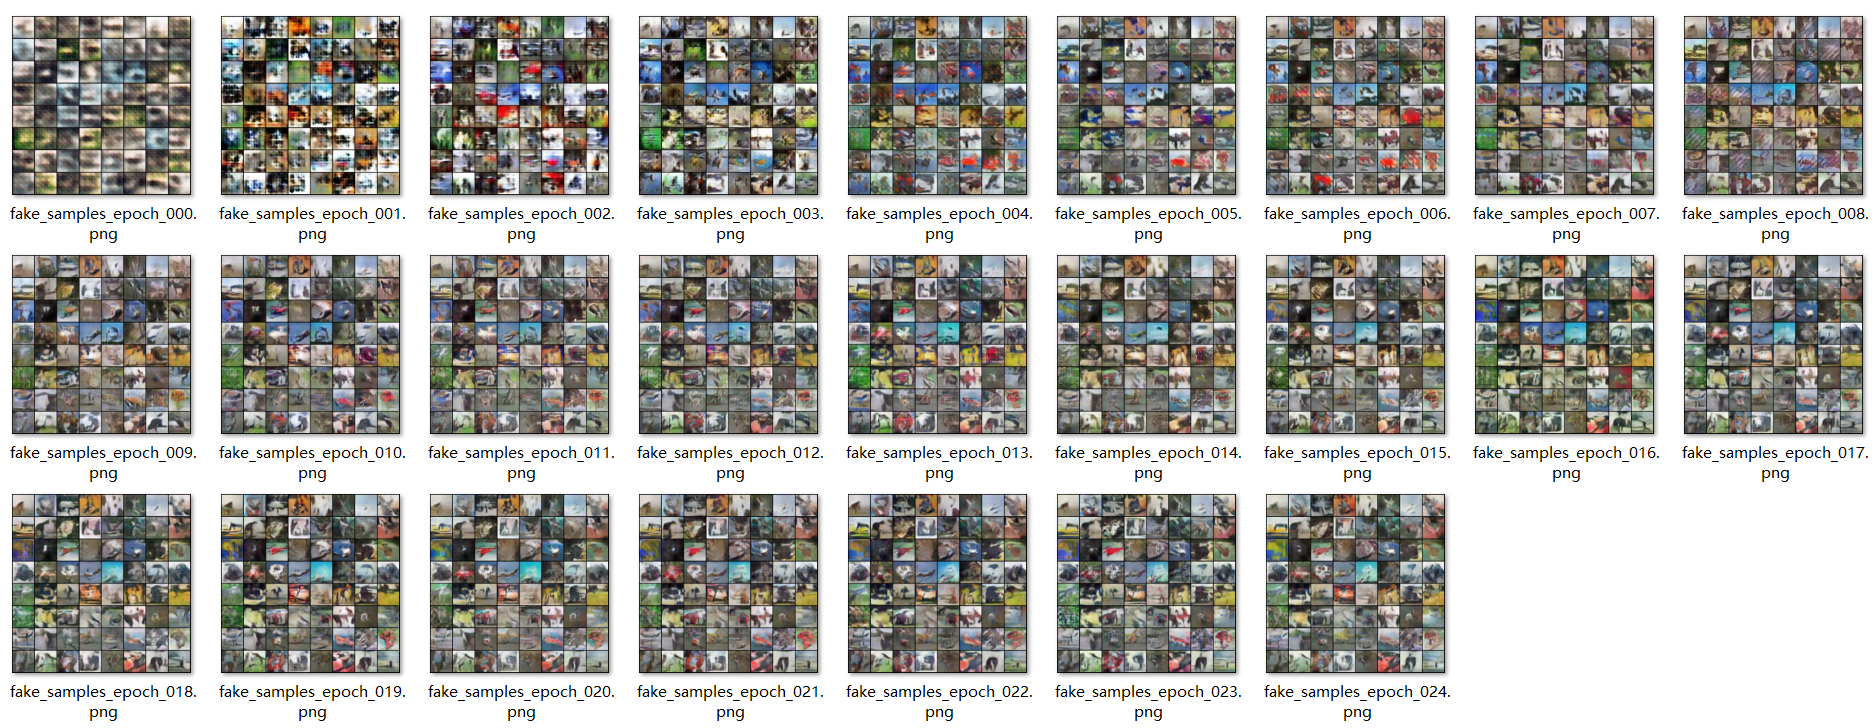 fake_samples_epoch_000.
png
fake_samples_epoch_001.
png
fake_samples_epoch_002.
png
fake_samples_epoch_003.
png
fake_samples_epoch_004.
png
fake_samples_epoch_005.
png
fake_samples_epoch_006.
png
fake_samples_epoch_007.
png
fake_samples_epoch_008.
png
fake_samples_epoch_009.
png
fake_samples_epoch_010.
png
fake_samples_epoch_011.
png
fake_samples_epoch_012.
png
fake_samples_epoch_013.
png
fake_samples_epoch_014.
png
fake_samples_epoch_015.
png
fake_samples_epoch_016.
png
fake_samples_epoch_017.
png
fake_samples_epoch_018.
png
fake_samples_epoch_019.
png
fake_samples_epoch_020.
png
fake_samples_epoch_021.
png
fake_samples_epoch_022.
png
fake_samples_epoch_023.
png
fake_samples_epoch_024.
png